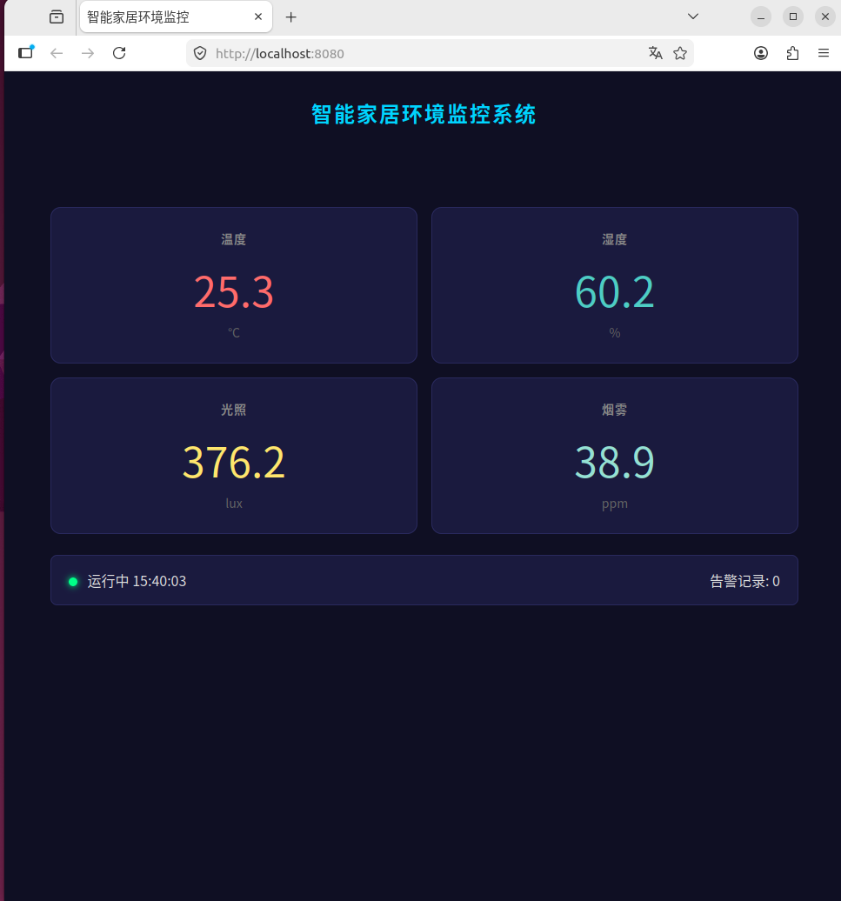 智能家居环境监控
http://localhost:8080
智能家居环境监控系统
温度
25.3
°C
湿度
60.2
%
光照
376.2
lux
烟雾
38.9
ppm
运行中 15:40:03
告警记录: 0